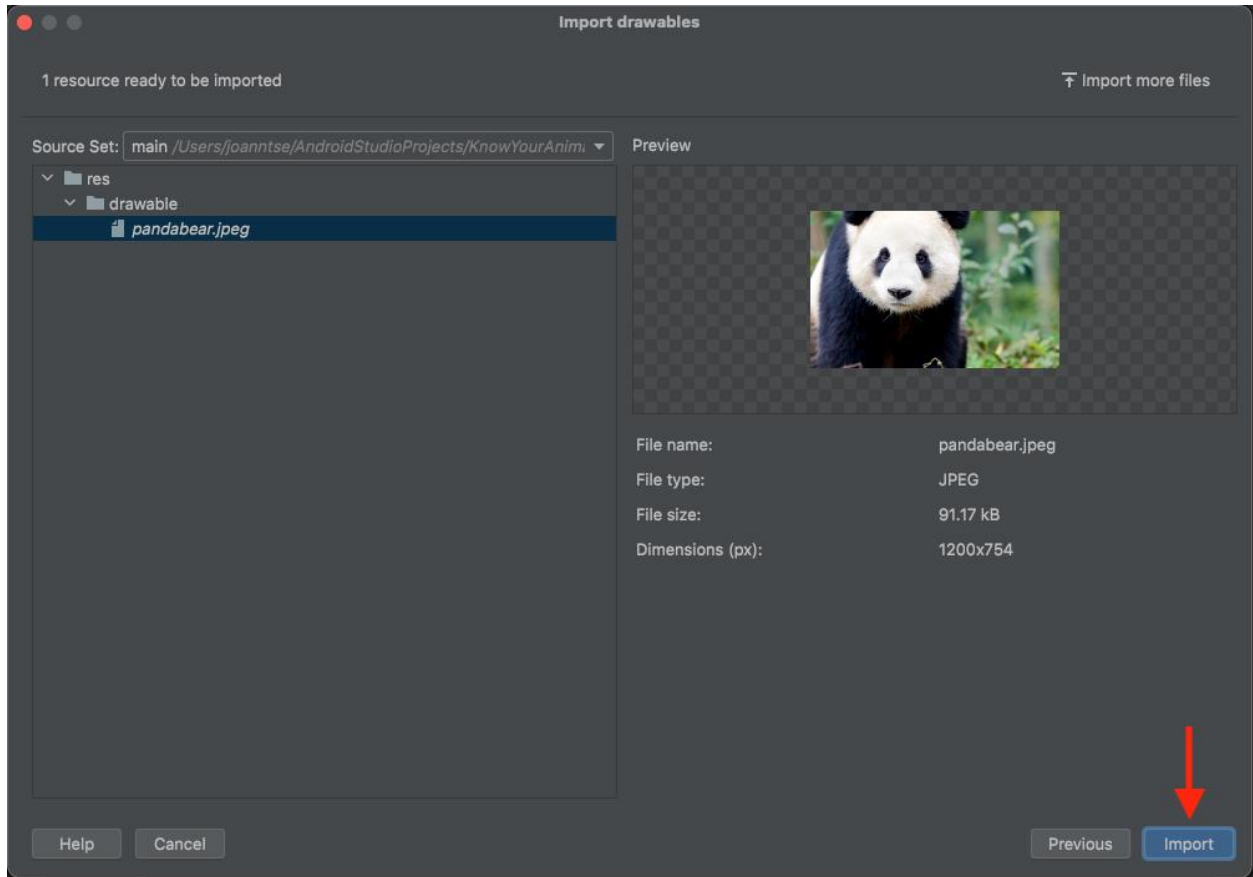 Import drawables
1 resource ready to be imported
Import more files
Source Set: main /Users/joanntse/AndroidStudioProjects/KnowYourAnim
Preview
res
drawable
pandabear.jpeg
File name: pandabear.jpeg
File type: JPEG
File size: 91.17 kB
Dimensions (px): 1200x754
Help Cancel Previous Import